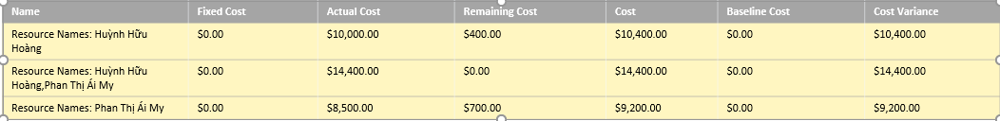 Name Fixed Cost Actual Cost Remaining Cost Cost Baseline Cost Cost Variance
Resource Names: Huỳnh Hữu $0.00 $10,000.00 $400.00 $10,400.00 $0.00 $10,400.00
Hoàng
Resource Names: Huỳnh Hữu $0.00 $14,400.00 $0.00 $14,400.00 $0.00 $14,400.00
Hoàng,Phan Thị Ái My
Resource Names: Phan Thị Ái My $0.00 $8,500.00 $700.00 $9,200.00 $0.00 $9,200.00